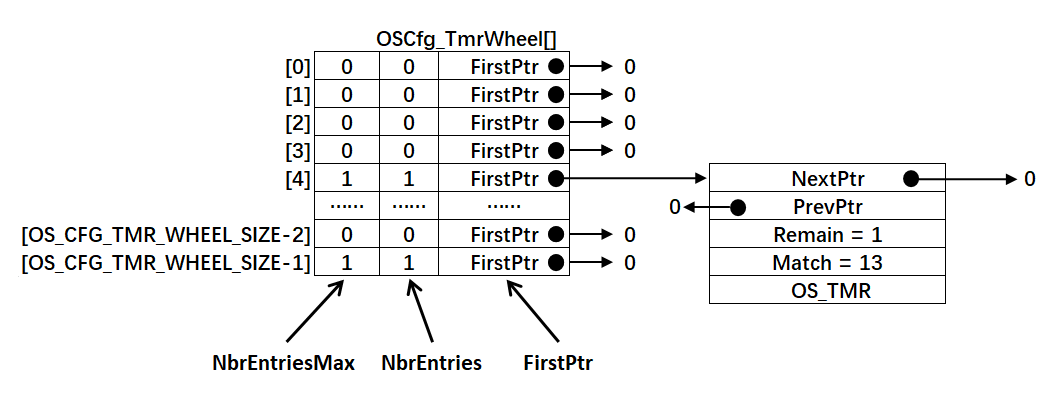 OSCfg_TmrWheel[]
[0] 0 0 FirstPtr 0
[1] 0 0 FirstPtr 0
[2] 0 0 FirstPtr 0
[3] 0 0 FirstPtr 0
[4] 1 1 FirstPtr
NextPtr 0
…… …… ……
0 PrevPtr
[OS_CFG_TMR_WHEEL_SIZE-2] 0 0 FirstPtr 0
Remain = 1
[OS_CFG_TMR_WHEEL_SIZE-1] 1 1 FirstPtr 0
Match = 13
OS_TMR
NbrEntriesMax NbrEntries FirstPtr